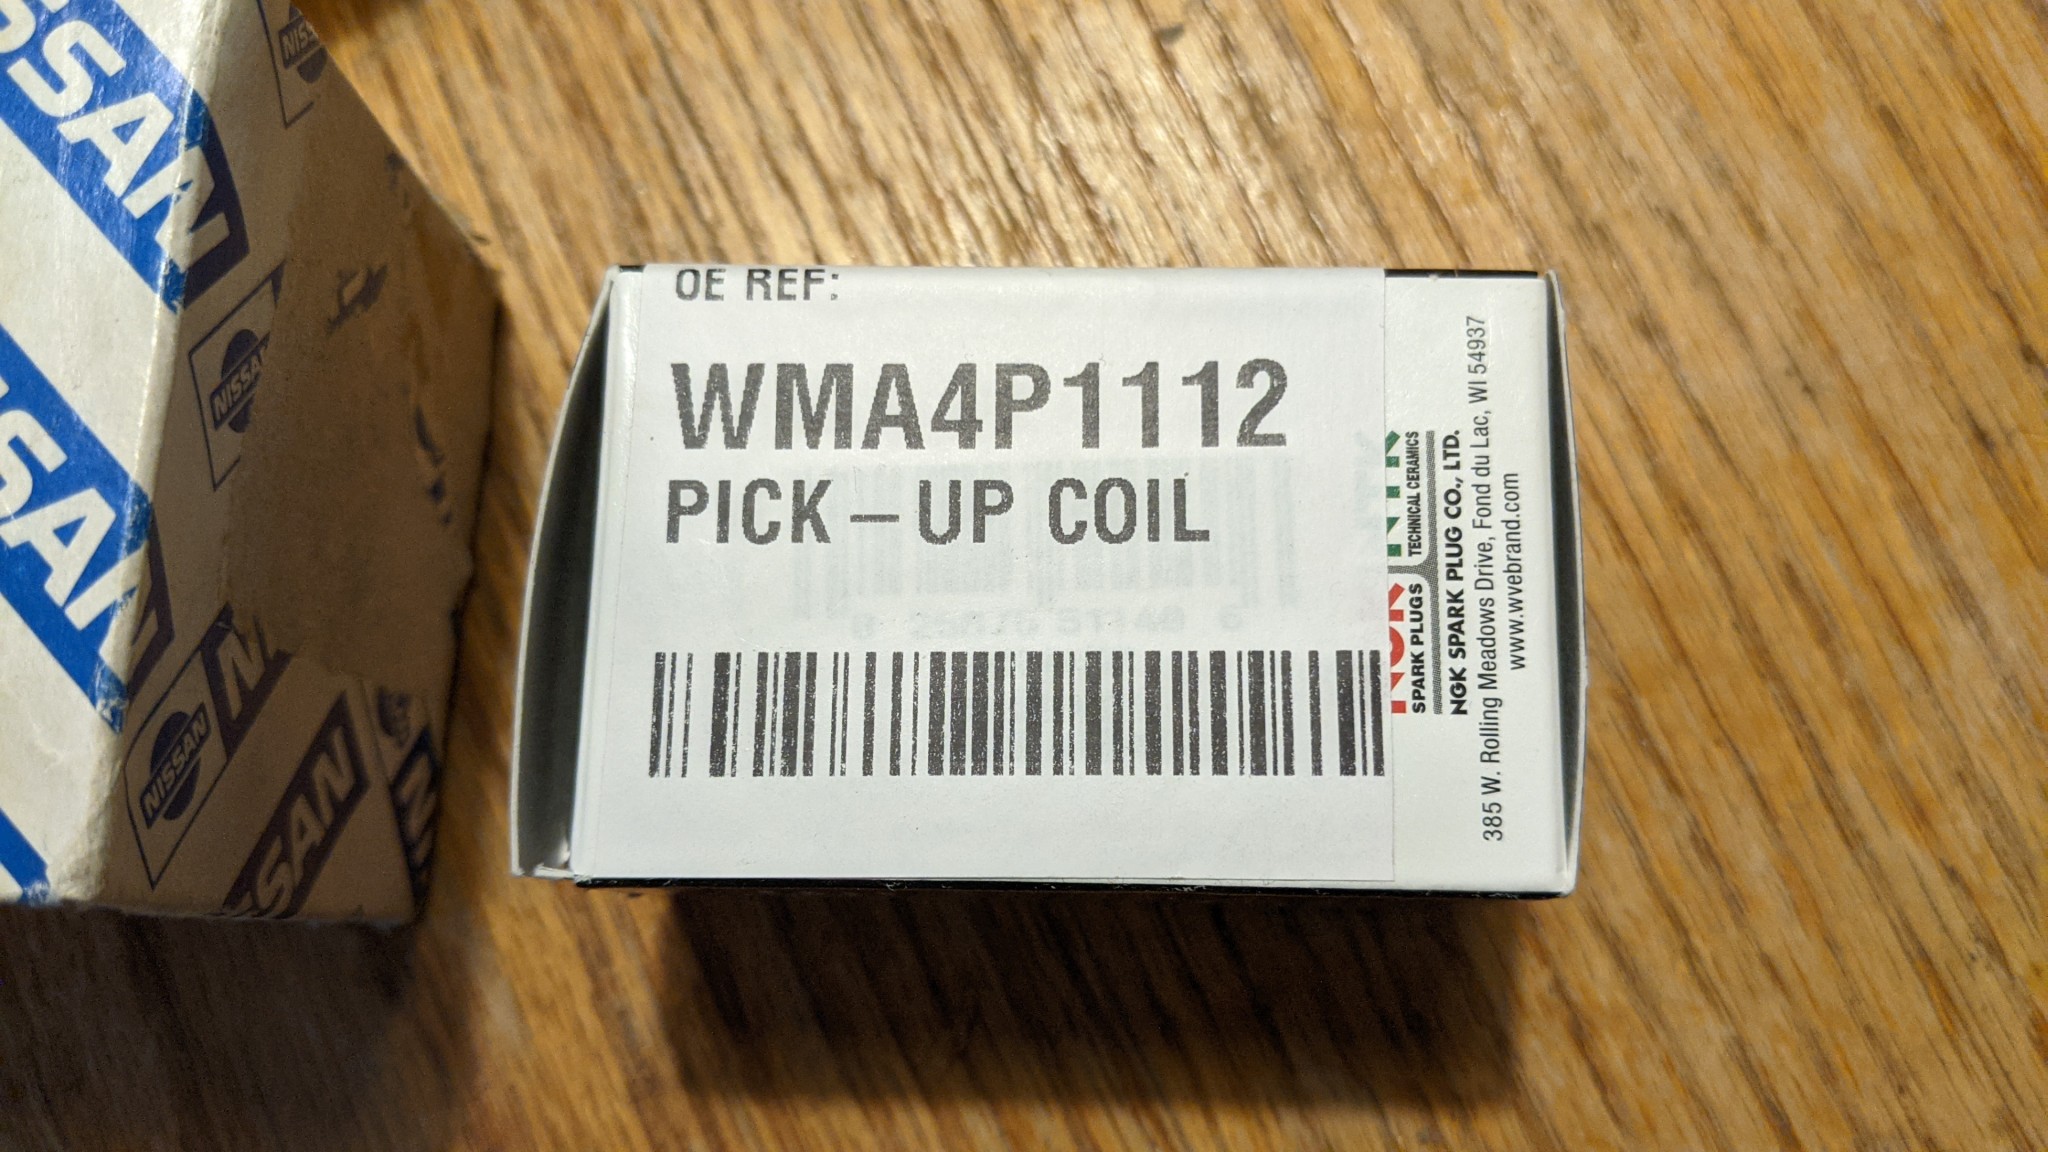 OE REF:
WMA4P1112
PICK-UP COIL
SPARK PLUGS
TECHNICAL CERAMICS
NGK SPARK PLUG CO., LTD.
385 W. Rolling Meadows Drive, Fond du Lac, WI 54937
www.wvebrand.com
NISSAN
NISSAN
NISSAN
NISSAN
NISSAN